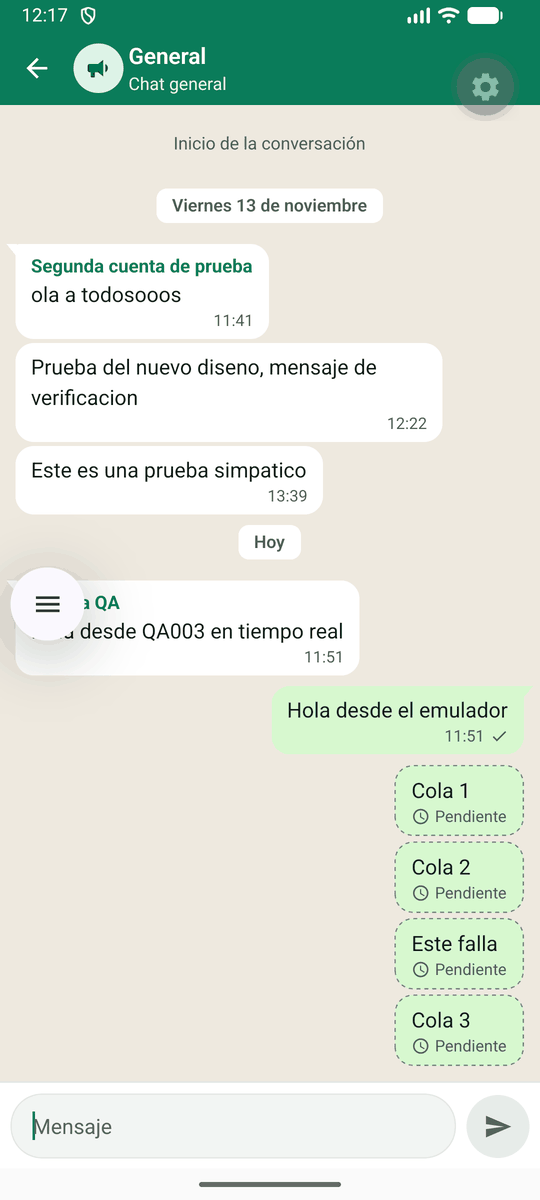 12:17
General
Chat general
Inicio de la conversación
Viernes 13 de noviembre
Segunda cuenta de prueba
ola a todosooos
11:41
Prueba del nuevo diseno, mensaje de
verificacion
12:22
Este es una prueba simpatico
13:39
Hoy
QA
desde QA003 en tiempo real
11:51
Hola desde el emulador
11:51
Cola 1
Pendiente
Cola 2
Pendiente
Este falla
Pendiente
Cola 3
Pendiente
Mensaje